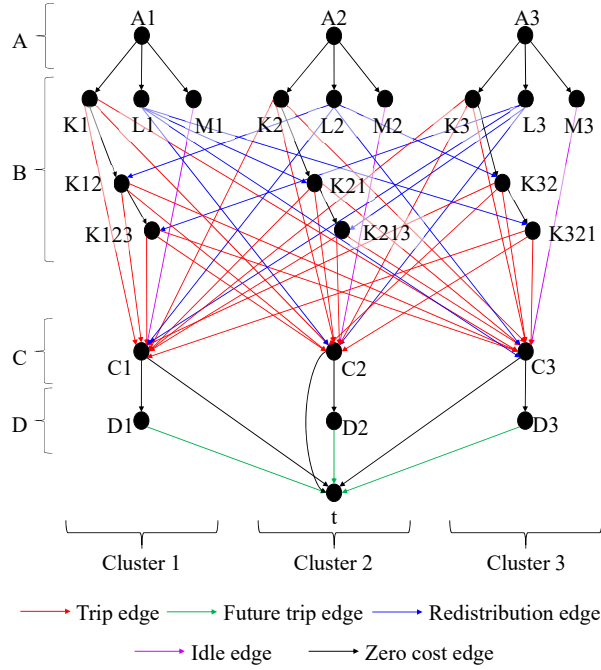 A
A1 A2 A3
B
K1 L1 M1 K2 L2 M2 K3 L3 M3
K12 K21 K32
K123 K213 K321
C
C1 C2 C3
D
D1 D2 D3
t
Cluster 1 Cluster 2 Cluster 3
Trip edge Future trip edge Redistribution edge
Idle edge Zero cost edge